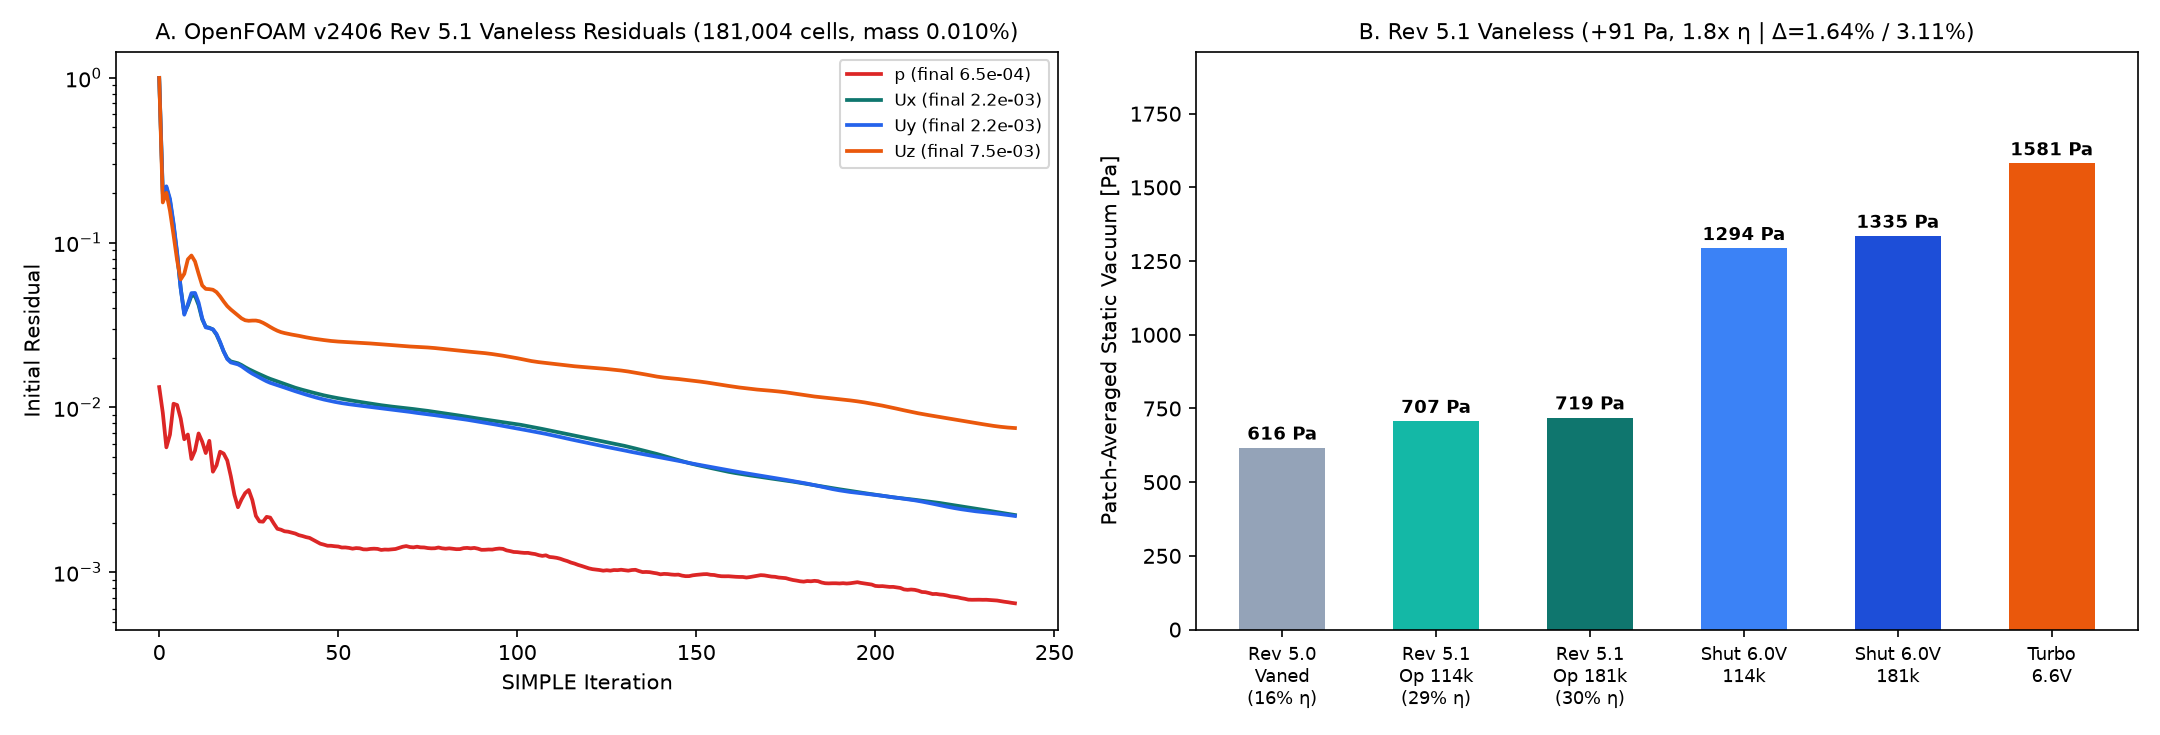 A. OpenFOAM v2406 Rev 5.1 Vaneless Residuals (181,004 cells, mass 0.010%)
p (final 6.5e-04)
Ux (final 2.2e-03)
Uy (final 2.2e-03)
Uz (final 7.5e-03)
Initial Residual
10⁰
10⁻¹
10⁻²
10⁻³
0 50 100 150 200 250
SIMPLE Iteration
B. Rev 5.1 Vaneless (+91 Pa, 1.8x η | Δ=1.64% / 3.11%)
Patch-Averaged Static Vacuum [Pa]
1750
1500
1250
1000
750
500
250
0
616 Pa
707 Pa
719 Pa
1294 Pa
1335 Pa
1581 Pa
Rev 5.0
Vaned
(16% η)
Rev 5.1
Op 114k
(29% η)
Rev 5.1
Op 181k
(30% η)
Shut 6.0V
114k
Shut 6.0V
181k
Turbo
6.6V